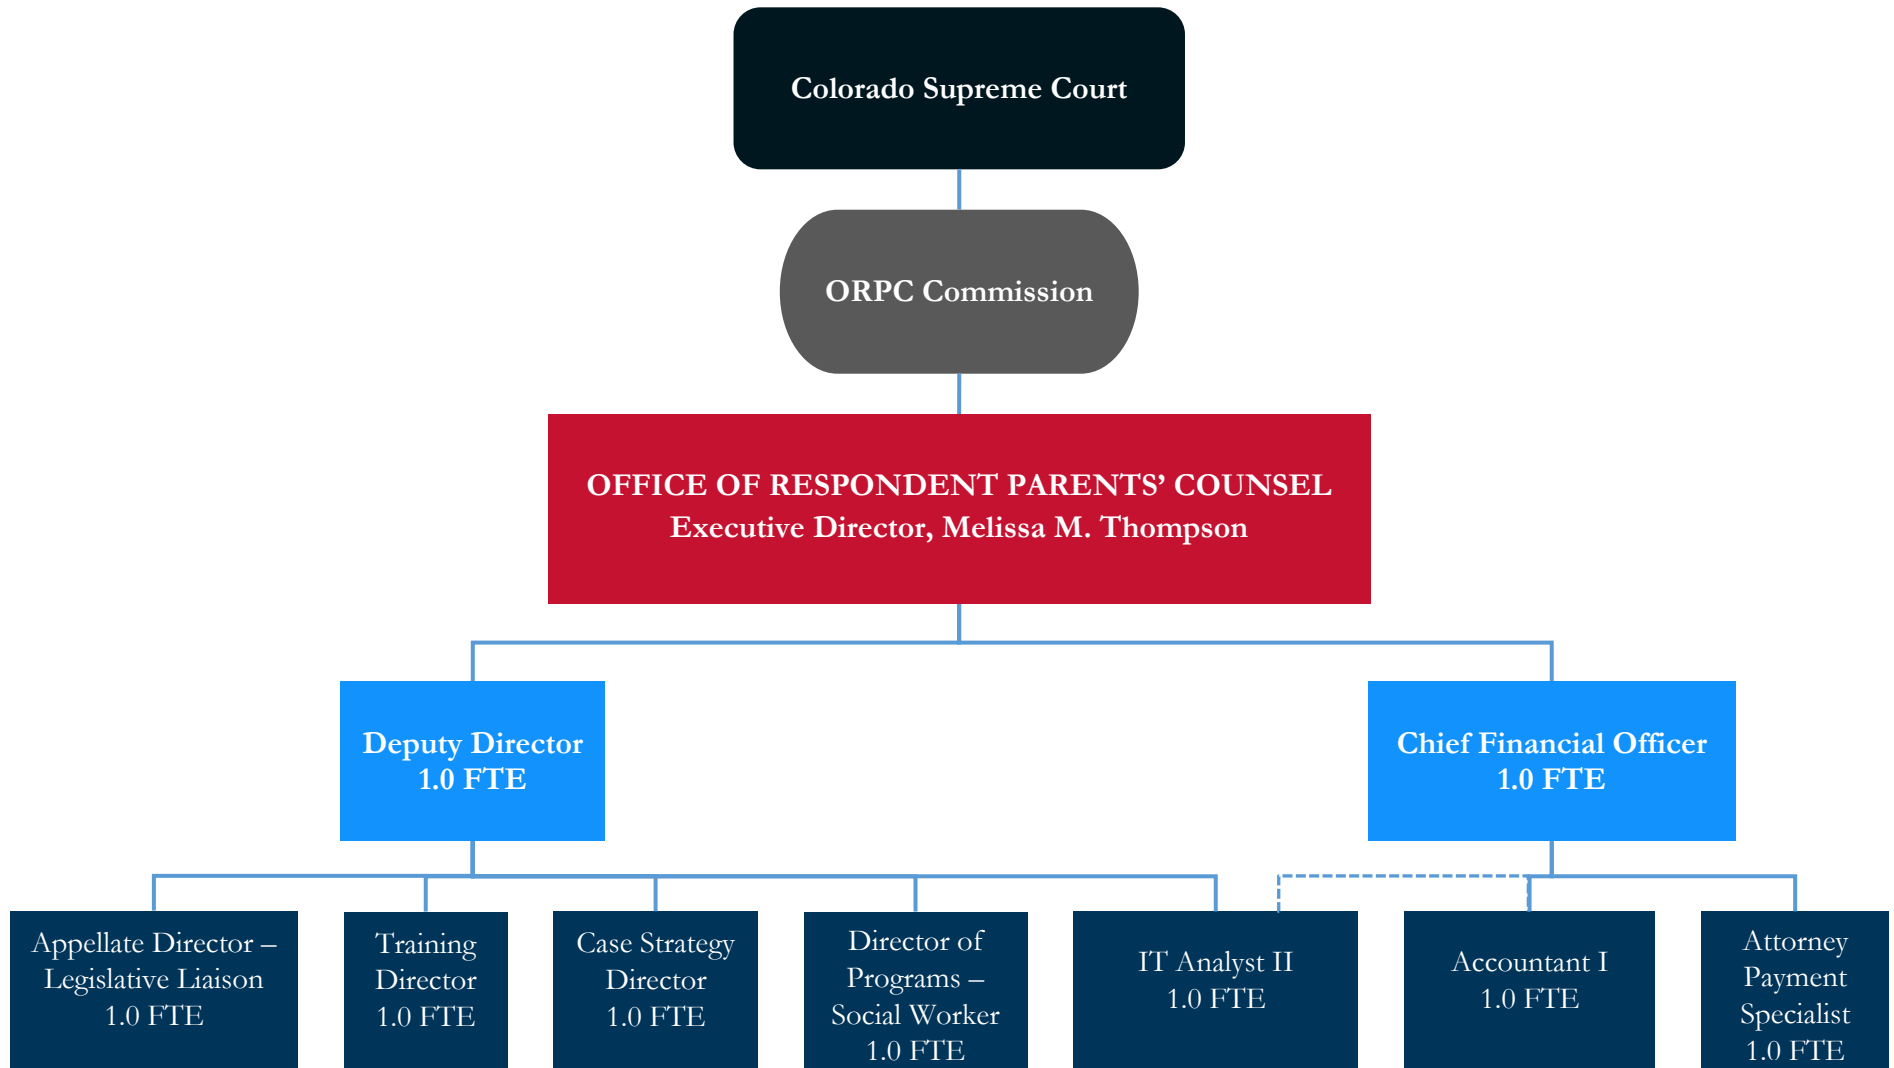 Colorado Supreme Court
ORPC Commission
OFFICE OF RESPONDENT PARENTS’ COUNSEL
Executive Director, Melissa M. Thompson
Deputy Director
1.0 FTE
Chief Financial Officer
1.0 FTE
Appellate Director –
Legislative Liaison
1.0 FTE
Training
Director
1.0 FTE
Case Strategy
Director
1.0 FTE
Director of
Programs –
Social Worker
1.0 FTE
IT Analyst II
1.0 FTE
Accountant I
1.0 FTE
Attorney
Payment
Specialist
1.0 FTE